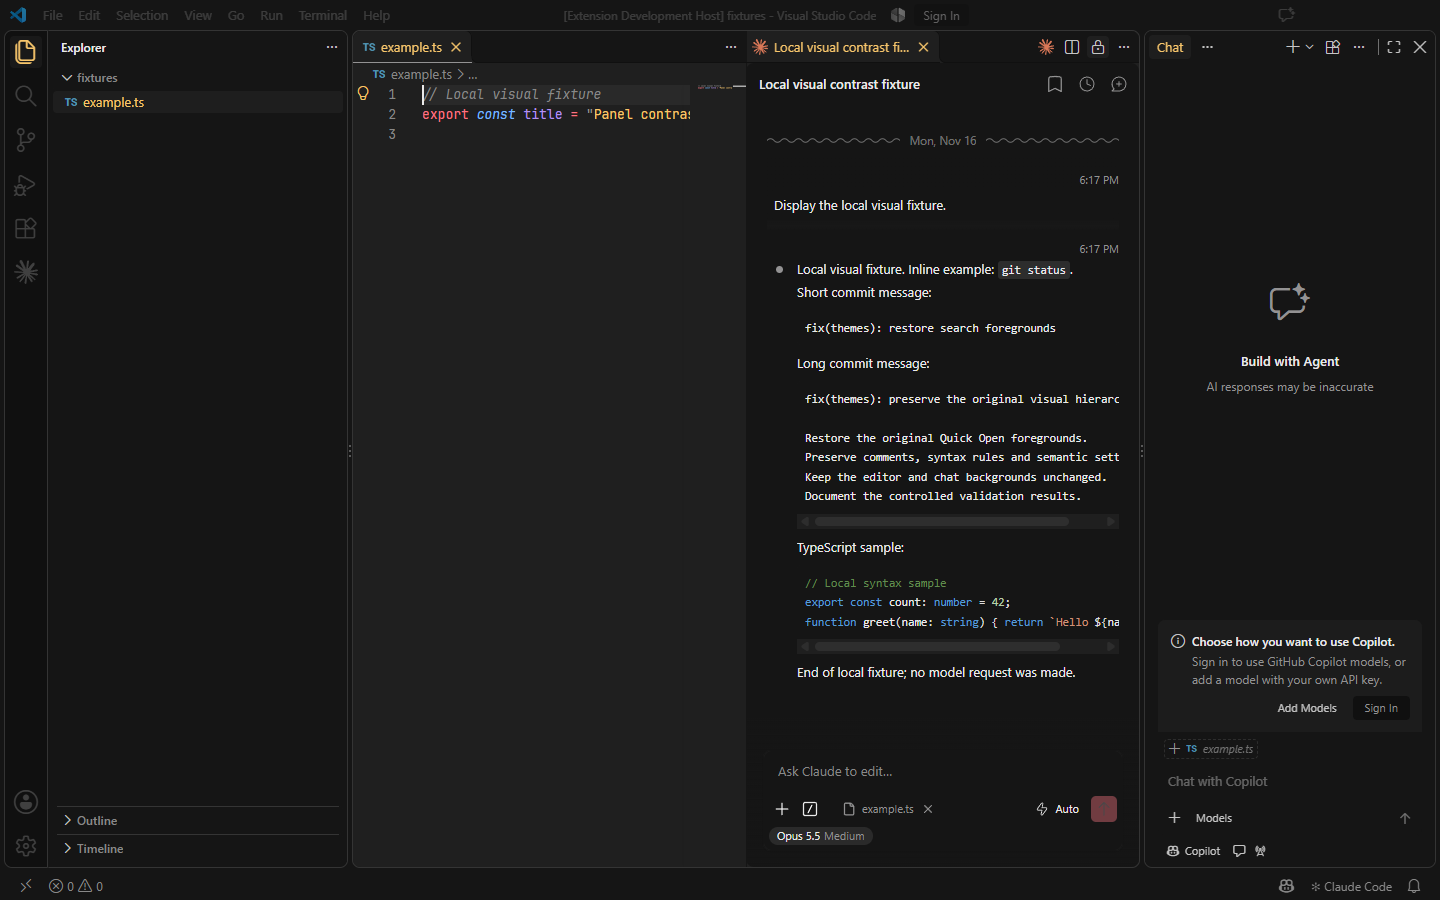 File Edit Selection View Go Run Terminal Help
[Extension Development Host] fixtures - Visual Studio Code
Sign In
Explorer
fixtures
TS example.ts
Outline
Timeline
TS example.ts
TS example.ts > ...
1 // Local visual fixture
2 export const title = "Panel contras
3
Local visual contrast fi...
Local visual contrast fixture
Mon, Nov 16
6:17 PM
Display the local visual fixture.
6:17 PM
Local visual fixture. Inline example: git status.
Short commit message:
fix(themes): restore search foregrounds
Long commit message:
fix(themes): preserve the original visual hierarc
Restore the original Quick Open foregrounds.
Preserve comments, syntax rules and semantic sett
Keep the editor and chat backgrounds unchanged.
Document the controlled validation results.
TypeScript sample:
// Local syntax sample
export const count: number = 42;
function greet(name: string) { return `Hello ${na
End of local fixture; no model request was made.
Ask Claude to edit...
example.ts
Auto
Opus 5.5 Medium
Chat
Build with Agent
AI responses may be inaccurate
Choose how you want to use Copilot.
Sign in to use GitHub Copilot models, or
add a model with your own API key.
Add Models Sign In
TS example.ts
Chat with Copilot
Models
Copilot
0 0
Claude Code